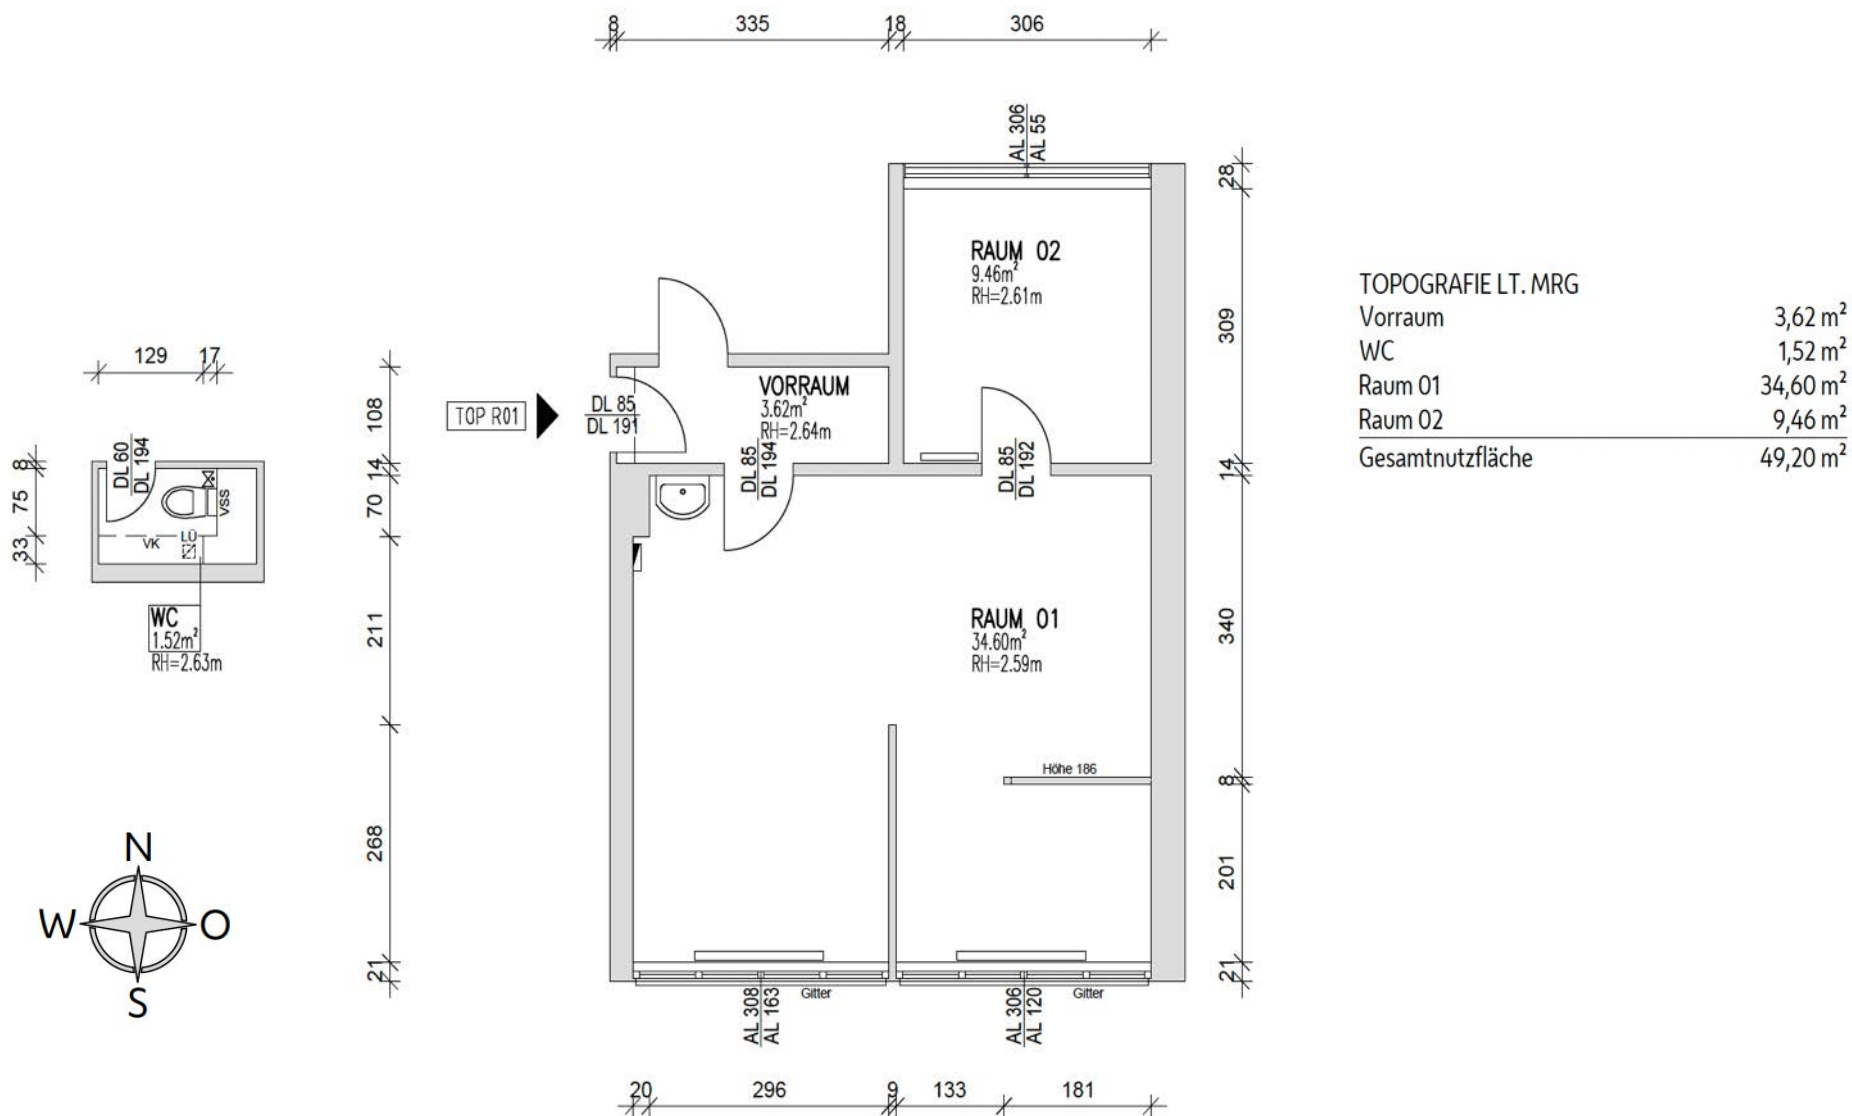 8 335 18 306
AL 306
AL 55
28
RAUM 02
9.46m²
RH=2.61m
309
TOPOGRAFIE LT. MRG
Vorraum 3,62 m²
WC 1,52 m²
Raum 01 34,60 m²
Raum 02 9,46 m²
Gesamtnutzfläche 49,20 m²
129 17
108
TOP R01
DL 85
DL 191
VORRAUM
3.62m²
RH=2.64m
DL 85
DL 194
DL 85
DL 192
14
14
70
8
75
33
DL 60
DL 194
VSS
VK
LÜ
WC
1.52m²
RH=2.63m
211
RAUM 01
34.60m²
RH=2.59m
340
Höhe 186
8
268
201
N
W O
S
21
21
Gitter
Gitter
AL 308
AL 163
AL 306
AL 120
20 296 9 133 181